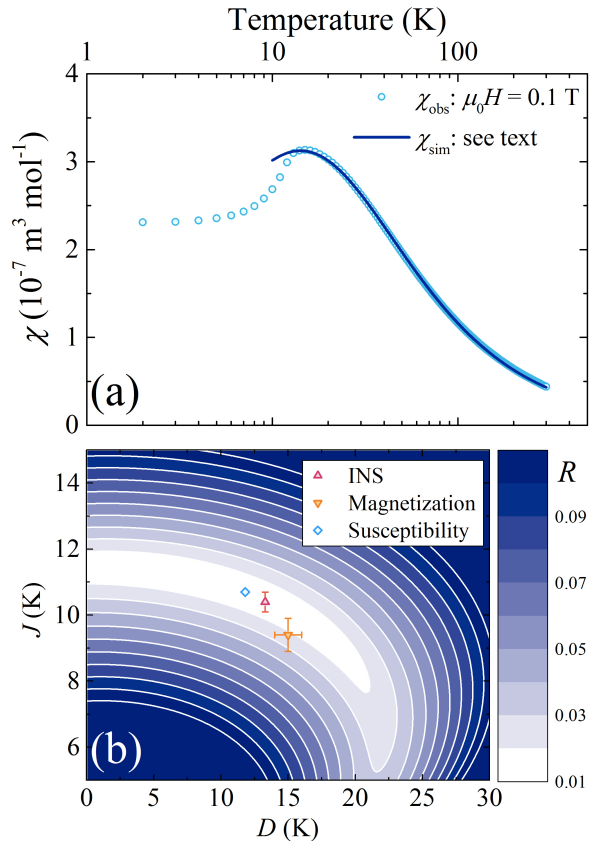 Temperature (K)
1 10 100
4
3
2
1
0
χ (10⁻⁷ m³ mol⁻¹)
χobs: μ0H = 0.1 T
χsim: see text
(a)
14
12
10
8
6
J (K)
INS
Magnetization
Susceptibility
(b)
R
0.09
0.07
0.05
0.03
0.01
0 5 10 15 20 25 30
D (K)